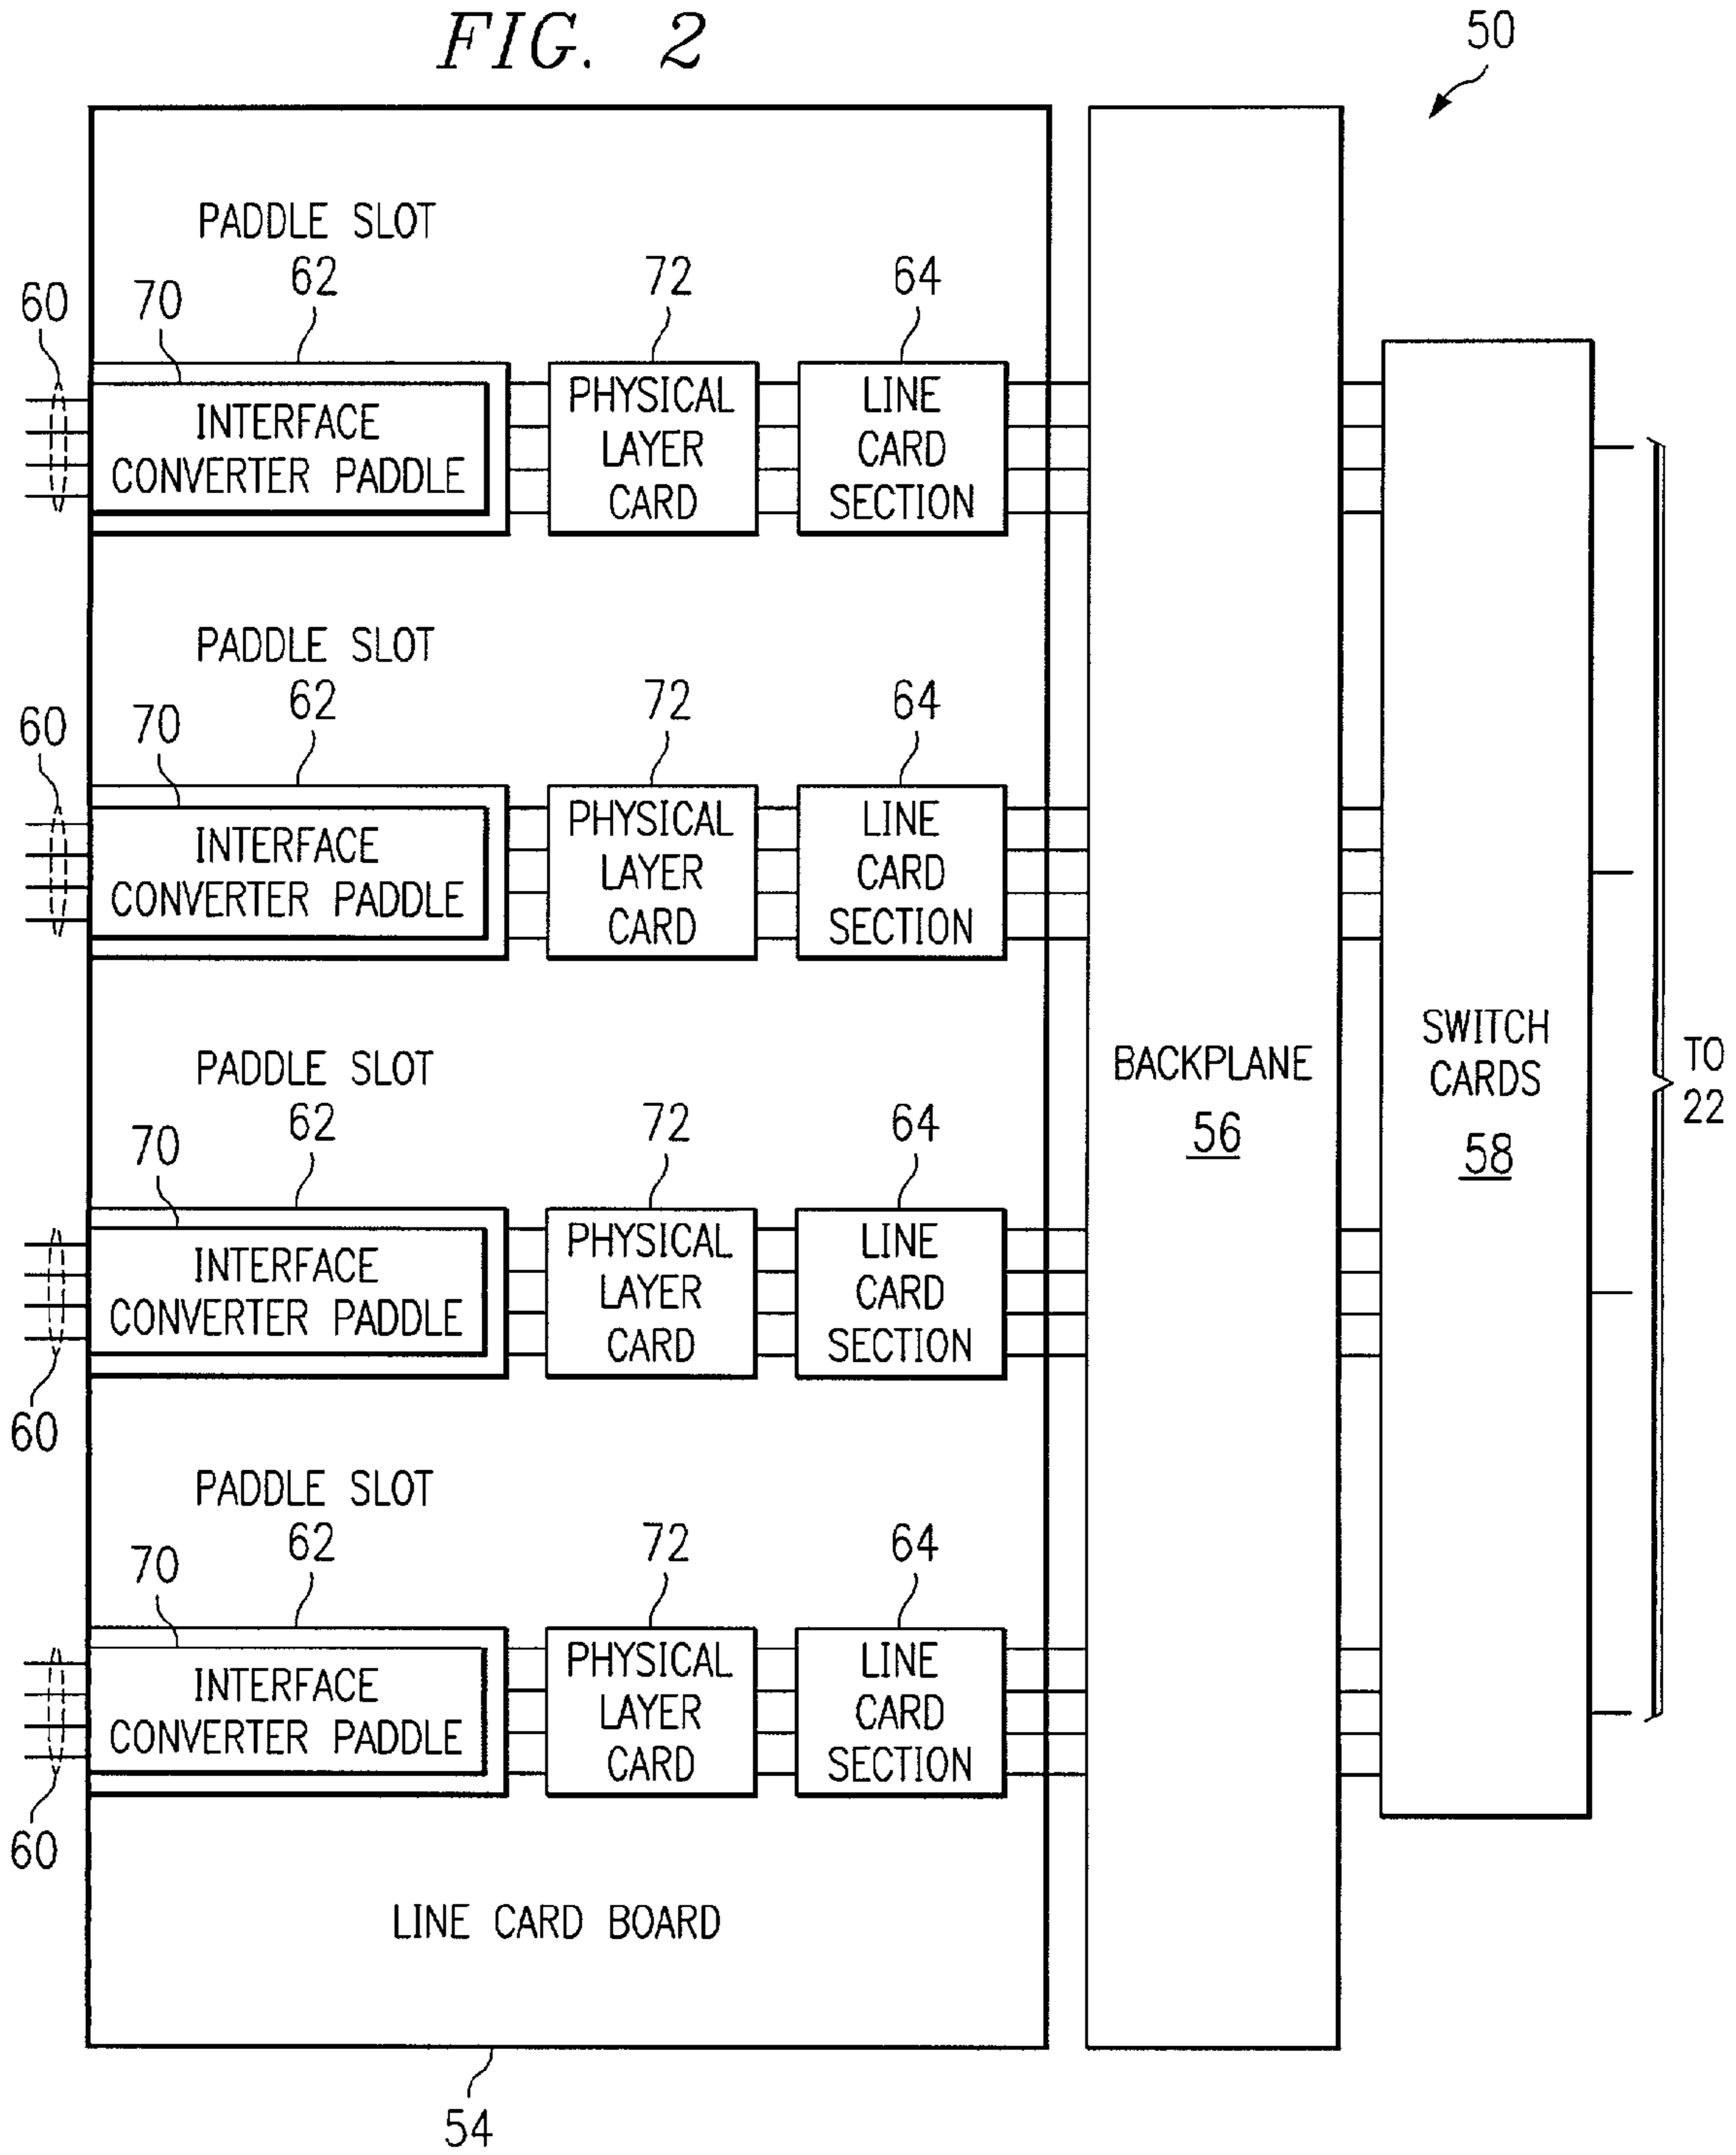 FIG. 2
50
PADDLE SLOT
62
72
64
60
70
INTERFACE
CONVERTER PADDLE
PHYSICAL
LAYER
CARD
LINE
CARD
SECTION
PADDLE SLOT
62
72
64
60
70
INTERFACE
CONVERTER PADDLE
PHYSICAL
LAYER
CARD
LINE
CARD
SECTION
BACKPLANE
56
SWITCH
CARDS
58
TO
22
PADDLE SLOT
62
72
64
70
INTERFACE
CONVERTER PADDLE
PHYSICAL
LAYER
CARD
LINE
CARD
SECTION
60
PADDLE SLOT
62
72
64
70
INTERFACE
CONVERTER PADDLE
PHYSICAL
LAYER
CARD
LINE
CARD
SECTION
60
LINE CARD BOARD
54